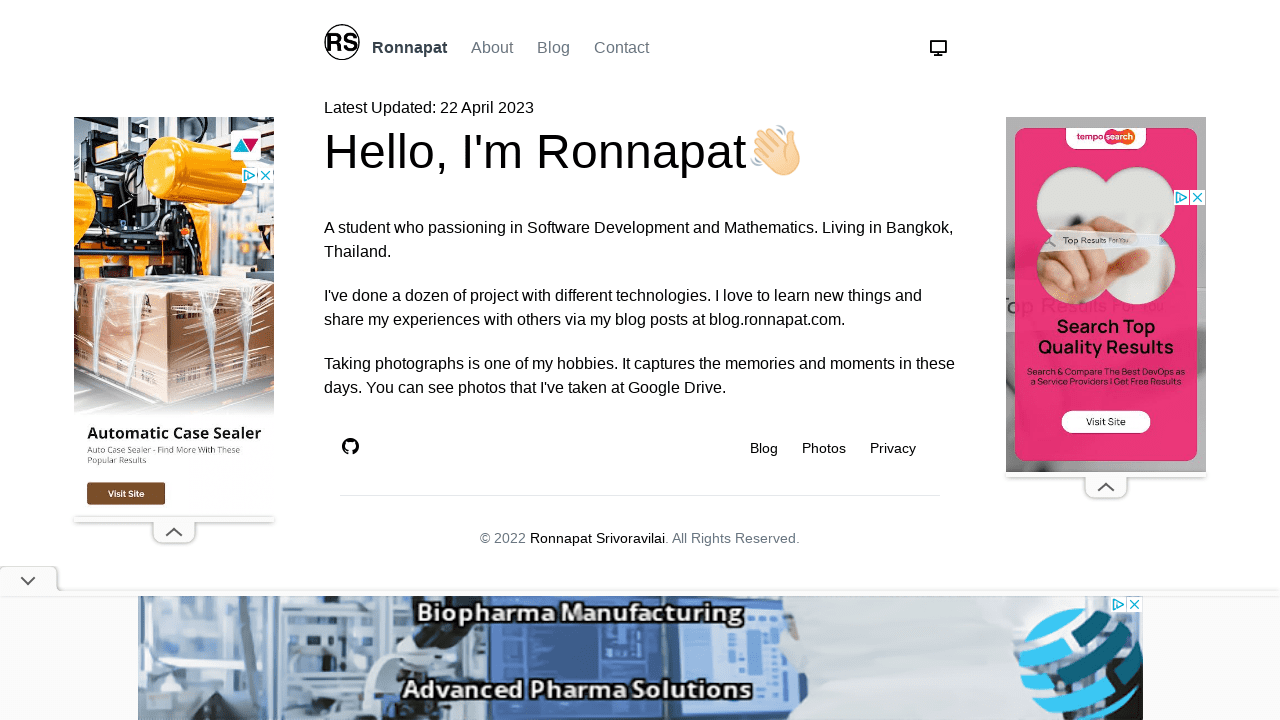 RS Ronnapat About Blog Contact
Latest Updated: 22 April 2023
Hello, I'm Ronnapat
A student who passioning in Software Development and Mathematics. Living in Bangkok,
Thailand.
I've done a dozen of project with different technologies. I love to learn new things and
share my experiences with others via my blog posts at blog.ronnapat.com.
Taking photographs is one of my hobbies. It captures the memories and moments in these
days. You can see photos that I've taken at Google Drive.
Blog Photos Privacy
© 2022 Ronnapat Srivoravilai. All Rights Reserved.
Automatic Case Sealer
Auto Case Sealer - Find More With These
Popular Results
Visit Site
temposearch
Top Results For You
Top Results For You
Search Top
Quality Results
Search & Compare The Best DevOps as
a Service Providers | Get Free Results
Visit Site
Biopharma Manufacturing
Advanced Pharma Solutions